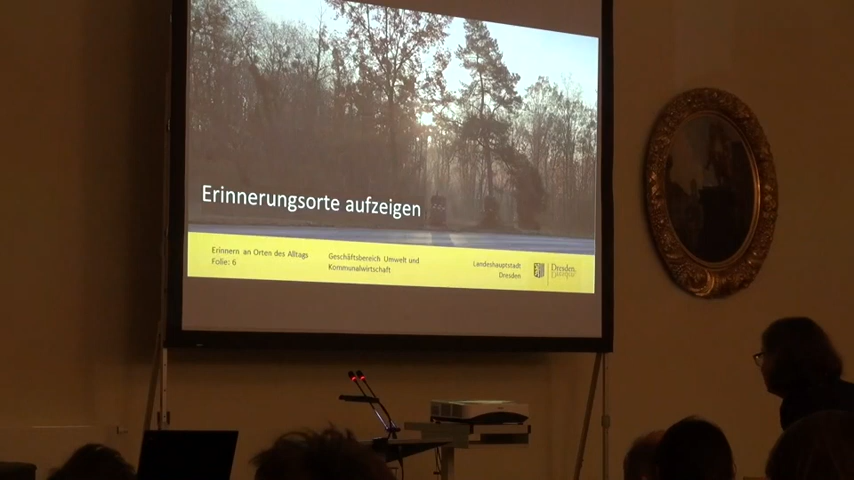 Erinnerungsorte aufzeigen
Erinnern an Orten des Alltags
Folie: 6
Geschäftsbereich Umwelt und
Kommunalwirtschaft
Landeshauptstadt
Dresden
Dresden.